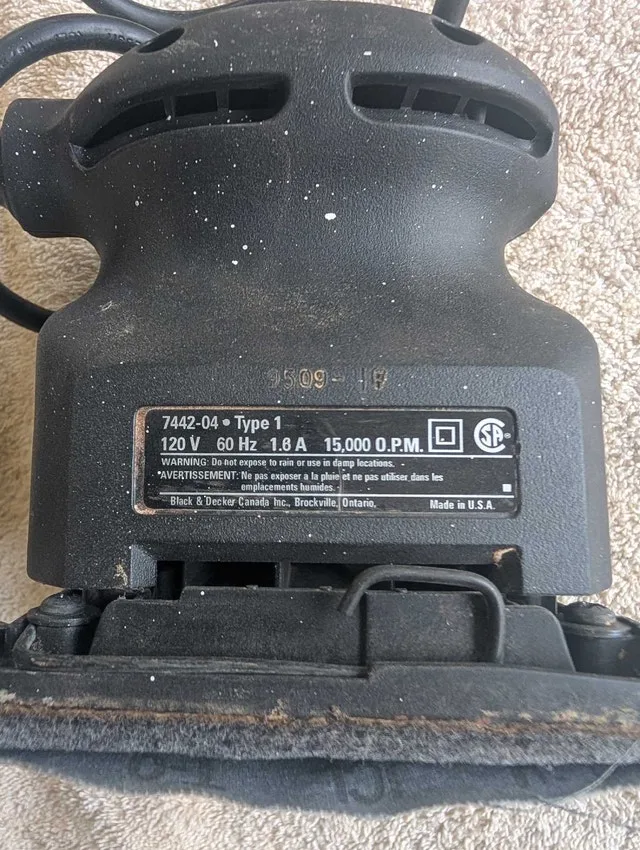 9509-
7442-04 • Type 1
120 V 60 Hz 1.6 A 15,000 O.P.M.
WARNING: Do not expose to rain or use in damp locations.
AVERTISSEMENT: Ne pas exposer a la pluie et ne pas utiliser dans les
emplacements humides.
Black & Decker Canada Inc., Brockville, Ontario, Made in U.S.A.